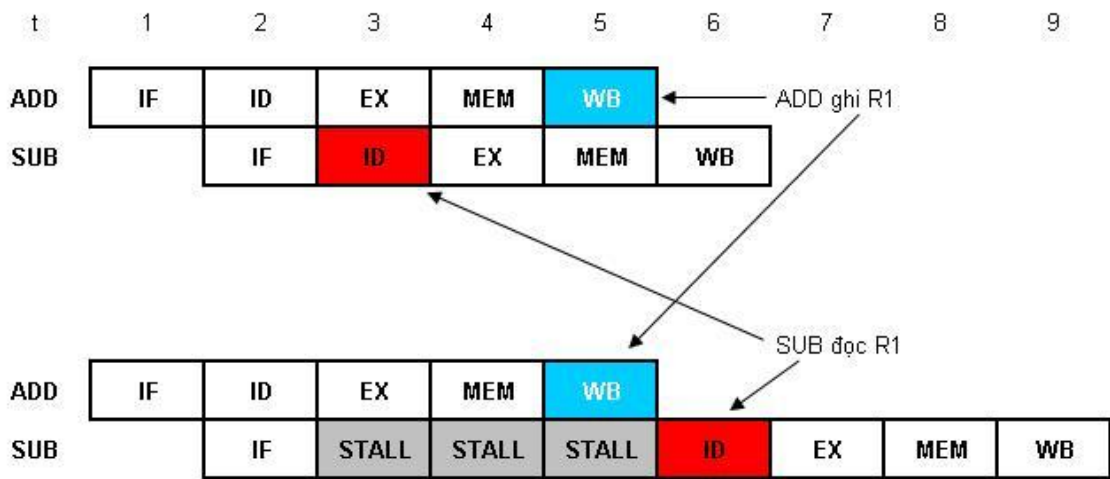 t 1 2 3 4 5 6 7 8 9
ADD IF ID EX MEM WB ADD ghi R1
SUB IF ID EX MEM WB
SUB đọc R1
ADD IF ID EX MEM WB
SUB IF STALL STALL STALL ID EX MEM WB